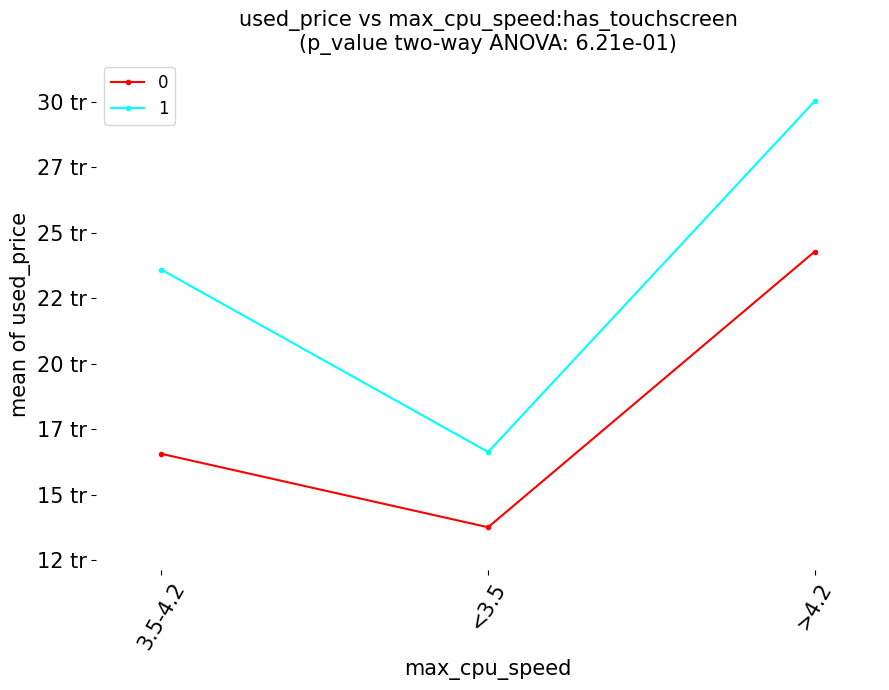 used_price vs max_cpu_speed:has_touchscreen
(p_value two-way ANOVA: 6.21e-01)
0
1
30 tr
27 tr
25 tr
22 tr
20 tr
17 tr
15 tr
12 tr
mean of used_price
3.5-4.2
<3.5
>4.2
max_cpu_speed